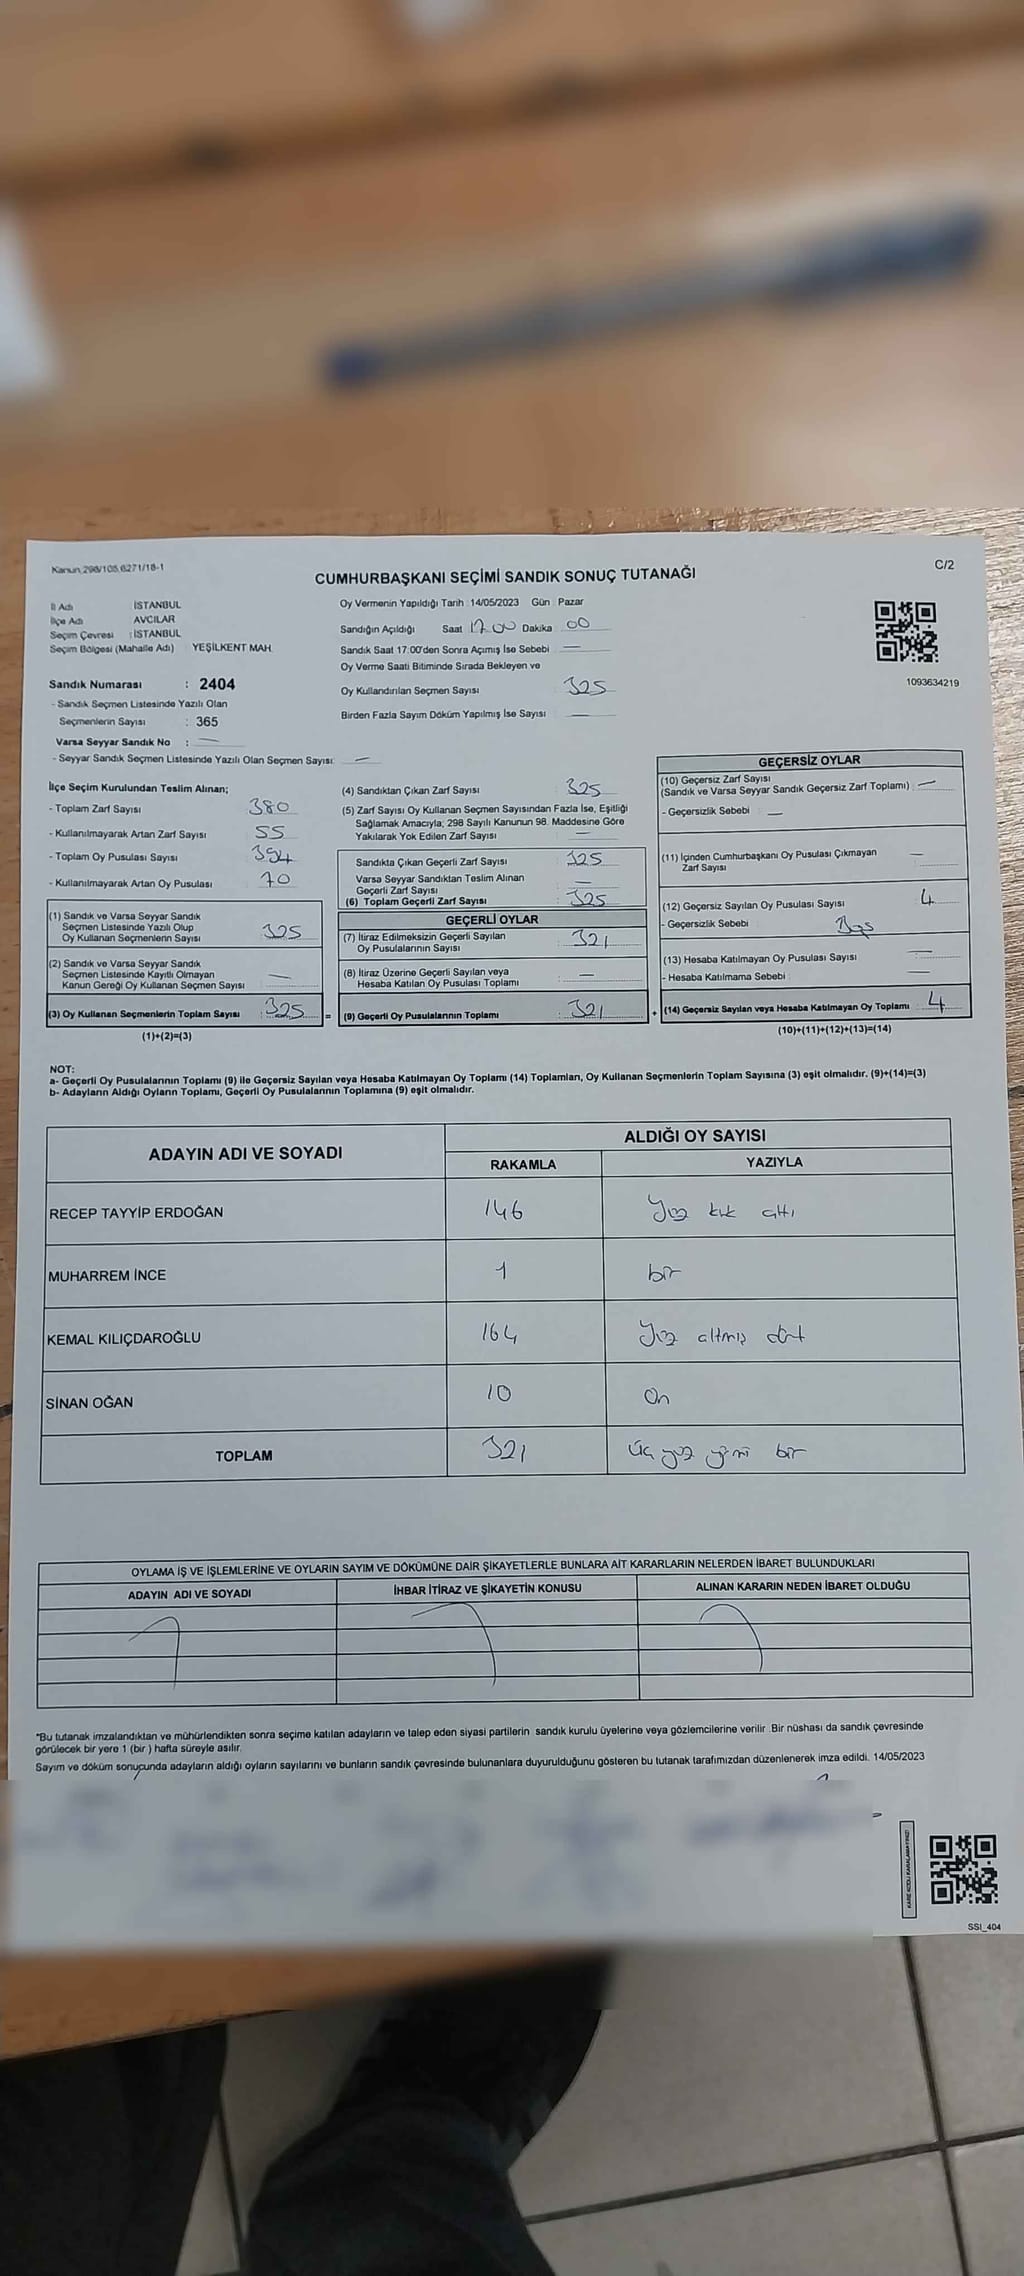 Kanun:298/105,6271/18-1
C/2
CUMHURBAŞKANI SEÇİMİ SANDIK SONUÇ TUTANAĞI
İl Adı İSTANBUL
İlçe Adı AVCILAR
Seçim Çevresi : İSTANBUL
Seçim Bölgesi (Mahalle Adı) YEŞİLKENT MAH.
Sandık Numarası : 2404
- Sandık Seçmen Listesinde Yazılı Olan
Seçmenlerin Sayısı : 365
Varsa Seyyar Sandık No : —
- Seyyar Sandık Seçmen Listesinde Yazılı Olan Seçmen Sayısı: —
Oy Vermenin Yapıldığı Tarih :14/05/2023 Gün Pazar
Sandığın Açıldığı Saat 17.00 Dakika 00
Sandık Saat 17:00'den Sonra Açımış İse Sebebi —
Oy Verme Saati Bitiminde Sırada Bekleyen ve
Oy Kullandırılan Seçmen Sayısı 325
Birden Fazla Sayım Döküm Yapılmış İse Sayısı —
1093634219
İlçe Seçim Kurulundan Teslim Alınan;
- Toplam Zarf Sayısı 380
- Kullanılmayarak Artan Zarf Sayısı 55
- Toplam Oy Pusulası Sayısı 394
- Kullanılmayarak Artan Oy Pusulası 70
(1) Sandık ve Varsa Seyyar Sandık
Seçmen Listesinde Yazılı Olup
Oy Kullanan Seçmenlerin Sayısı 325
(2) Sandık ve Varsa Seyyar Sandık
Seçmen Listesinde Kayıtlı Olmayan
Kanun Gereği Oy Kullanan Seçmen Sayısı —
(3) Oy Kullanan Seçmenlerin Toplam Sayısı : 325 =
(1)+(2)=(3)
(4) Sandıktan Çıkan Zarf Sayısı 325
(5) Zarf Sayısı Oy Kullanan Seçmen Sayısından Fazla İse, Eşitliği
Sağlamak Amacıyla; 298 Sayılı Kanunun 98. Maddesine Göre
Yakılarak Yok Edilen Zarf Sayısı —
Sandıkta Çıkan Geçerli Zarf Sayısı 325
Varsa Seyyar Sandıktan Teslim Alınan
Geçerli Zarf Sayısı —
(6) Toplam Geçerli Zarf Sayısı 325
GEÇERLİ OYLAR
(7) İtiraz Edilmeksizin Geçerli Sayılan
Oy Pusulalarının Sayısı 321
(8) İtiraz Üzerine Geçerli Sayılan veya
Hesaba Katılan Oy Pusulası Toplamı —
(9) Geçerli Oy Pusulalarının Toplamı 321 +
GEÇERSİZ OYLAR
(10) Geçersiz Zarf Sayısı
(Sandık ve Varsa Seyyar Sandık Geçersiz Zarf Toplamı) —
- Geçersizlik Sebebi : —
(11) İçinden Cumhurbaşkanı Oy Pusulası Çıkmayan
Zarf Sayısı —
(12) Geçersiz Sayılan Oy Pusulası Sayısı 4
- Geçersizlik Sebebi
(13) Hesaba Katılmayan Oy Pusulası Sayısı —
- Hesaba Katılmama Sebebi —
(14) Geçersiz Sayılan veya Hesaba Katılmayan Oy Toplamı 4
(10)+(11)+(12)+(13)=(14)
NOT:
a- Geçerli Oy Pusulalarının Toplamı (9) ile Geçersiz Sayılan veya Hesaba Katılmayan Oy Toplamı (14) Toplamları, Oy Kullanan Seçmenlerin Toplam Sayısına (3) eşit olmalıdır. (9)+(14)=(3)
b- Adayların Aldığı Oyların Toplamı, Geçerli Oy Pusulalarının Toplamına (9) eşit olmalıdır.
ADAYIN ADI VE SOYADI
ALDIĞI OY SAYISI
RAKAMLA YAZIYLA
RECEP TAYYİP ERDOĞAN 146 Yüz kırk altı
MUHARREM İNCE 1 bir
KEMAL KILIÇDAROĞLU 164 Yüz altmış dört
SİNAN OĞAN 10 On
TOPLAM 321 üç yüz yirmi bir
OYLAMA İŞ VE İŞLEMLERİNE VE OYLARIN SAYIM VE DÖKÜMÜNE DAİR ŞİKAYETLERLE BUNLARA AİT KARARLARIN NELERDEN İBARET BULUNDUKLARI
ADAYIN ADI VE SOYADI İHBAR İTİRAZ VE ŞİKAYETİN KONUSU ALINAN KARARIN NEDEN İBARET OLDUĞU
*Bu tutanak imzalandıktan ve mühürlendikten sonra seçime katılan adayların ve talep eden siyasi partilerin sandık kurulu üyelerine veya gözlemcilerine verilir. Bir nüshası da sandık çevresinde
görülecek bir yere 1 (bir ) hafta süreyle asılır.
Sayım ve döküm sonuçunda adayların aldığı oyların sayılarını ve bunların sandık çevresinde bulunanlara duyurulduğunu gösteren bu tutanak tarafımızdan düzenlenerek imza edildi. 14/05/2023
KARE KODU KARALAMAYINIZ!
SSI_404